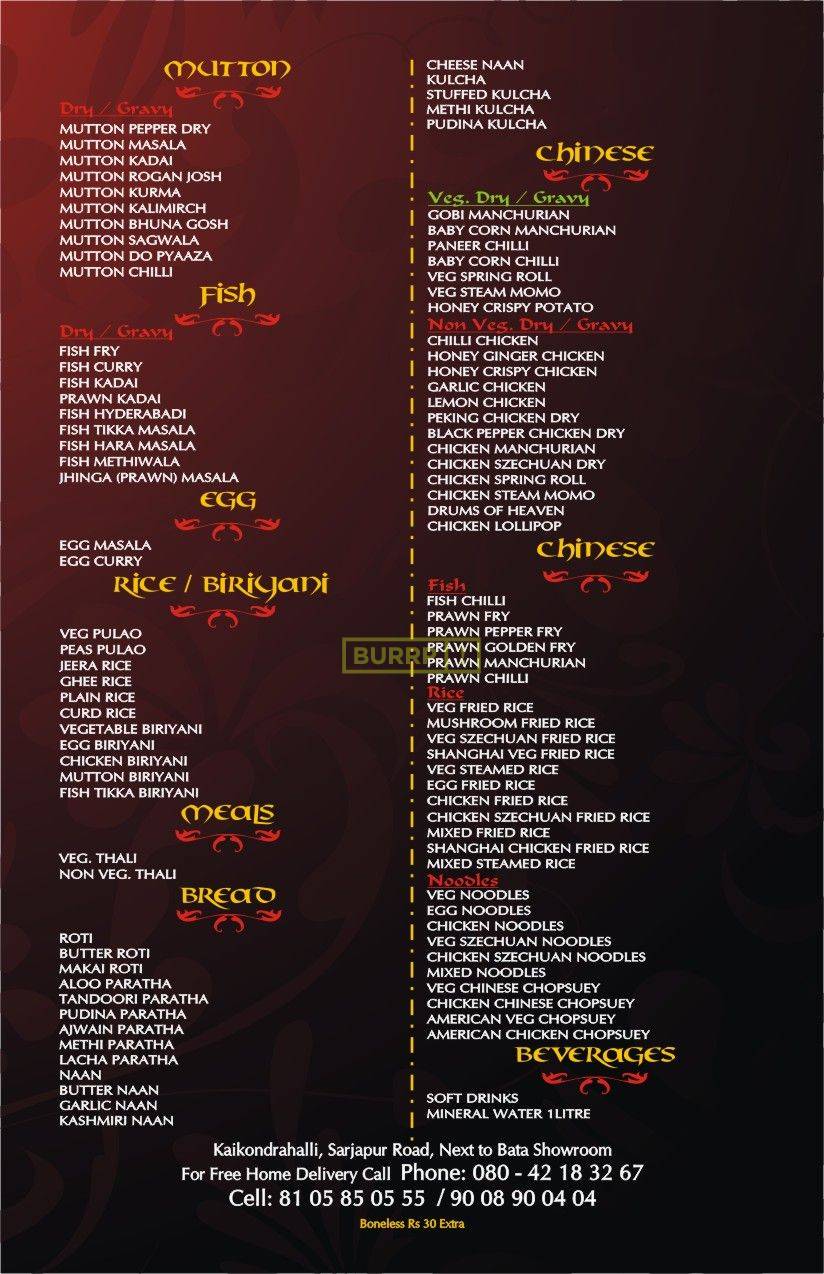 MUTTON
Dry / Gravy
MUTTON PEPPER DRY
MUTTON MASALA
MUTTON KADAI
MUTTON ROGAN JOSH
MUTTON KURMA
MUTTON KALIMIRCH
MUTTON BHUNA GOSH
MUTTON SAGWALA
MUTTON DO PYAAZA
MUTTON CHILLI
Fish
Dry / Gravy
FISH FRY
FISH CURRY
FISH KADAI
PRAWN KADAI
FISH HYDERABADI
FISH TIKKA MASALA
FISH HARA MASALA
FISH METHIWALA
JHINGA (PRAWN) MASALA
EGG
EGG MASALA
EGG CURRY
RICE / BIRIYANI
VEG PULAO
PEAS PULAO
JEERA RICE
GHEE RICE
PLAIN RICE
CURD RICE
VEGETABLE BIRIYANI
EGG BIRIYANI
CHICKEN BIRIYANI
MUTTON BIRIYANI
FISH TIKKA BIRIYANI
MEALS
VEG. THALI
NON VEG. THALI
BREAD
ROTI
BUTTER ROTI
MAKAI ROTI
ALOO PARATHA
TANDOORI PARATHA
PUDINA PARATHA
AJWAIN PARATHA
METHI PARATHA
LACHA PARATHA
NAAN
BUTTER NAAN
GARLIC NAAN
KASHMIRI NAAN
CHEESE NAAN
KULCHA
STUFFED KULCHA
METHI KULCHA
PUDINA KULCHA
Chinese
Veg. Dry / Gravy
GOBI MANCHURIAN
BABY CORN MANCHURIAN
PANEER CHILLI
BABY CORN CHILLI
VEG SPRING ROLL
VEG STEAM MOMO
HONEY CRISPY POTATO
Non Veg. Dry / Gravy
CHILLI CHICKEN
HONEY GINGER CHICKEN
HONEY CRISPY CHICKEN
GARLIC CHICKEN
LEMON CHICKEN
PEKING CHICKEN DRY
BLACK PEPPER CHICKEN DRY
CHICKEN MANCHURIAN
CHICKEN SZECHUAN DRY
CHICKEN SPRING ROLL
CHICKEN STEAM MOMO
DRUMS OF HEAVEN
CHICKEN LOLLIPOP
Chinese
Fish
FISH CHILLI
PRAWN FRY
PRAWN PEPPER FRY
PRAWN GOLDEN FRY
PRAWN MANCHURIAN
PRAWN CHILLI
Rice
VEG FRIED RICE
MUSHROOM FRIED RICE
VEG SZECHUAN FRIED RICE
SHANGHAI VEG FRIED RICE
VEG STEAMED RICE
EGG FRIED RICE
CHICKEN FRIED RICE
CHICKEN SZECHUAN FRIED RICE
MIXED FRIED RICE
SHANGHAI CHICKEN FRIED RICE
MIXED STEAMED RICE
Noodles
VEG NOODLES
EGG NOODLES
CHICKEN NOODLES
VEG SZECHUAN NOODLES
CHICKEN SZECHUAN NOODLES
MIXED NOODLES
VEG CHINESE CHOPSUEY
CHICKEN CHINESE CHOPSUEY
AMERICAN VEG CHOPSUEY
AMERICAN CHICKEN CHOPSUEY
BEVERAGES
SOFT DRINKS
MINERAL WATER 1LITRE
Kaikondrahalli, Sarjapur Road, Next to Bata Showroom
For Free Home Delivery Call Phone: 080 - 42 18 32 67
Cell: 81 05 85 05 55 / 90 08 90 04 04
Boneless Rs 30 Extra